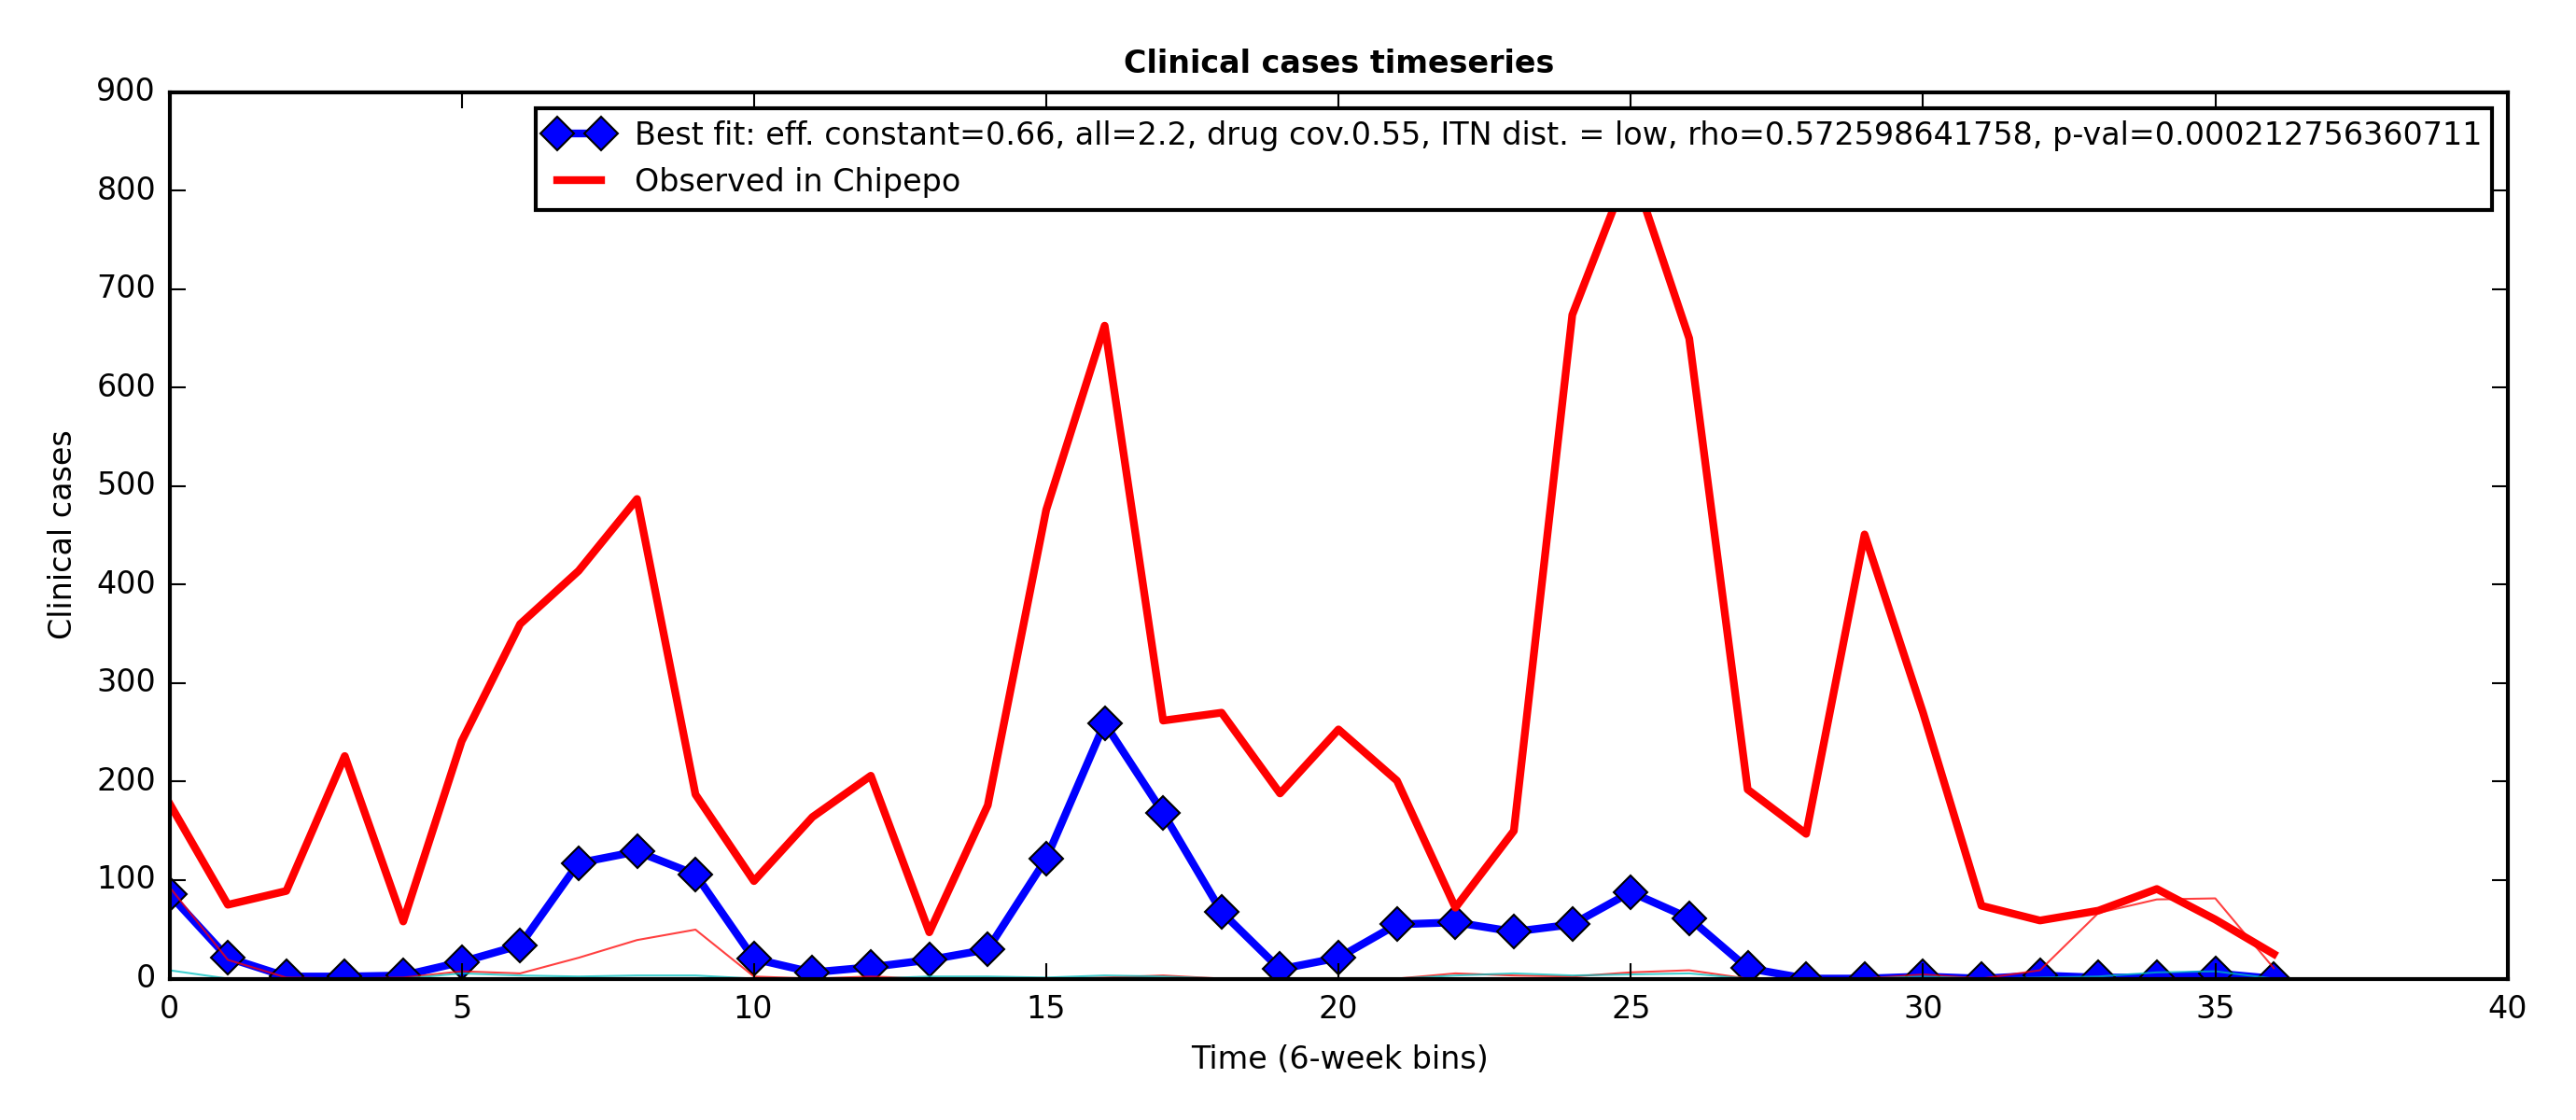 Clinical cases timeseries
900
800
700
600
500
400
300
200
100
0
Clinical cases
Best fit: eff. constant=0.66, all=2.2, drug cov.0.55, ITN dist. = low, rho=0.572598641758, p-val=0.000212756360711
Observed in Chipepo
0 5 10 15 20 25 30 35 40
Time (6-week bins)